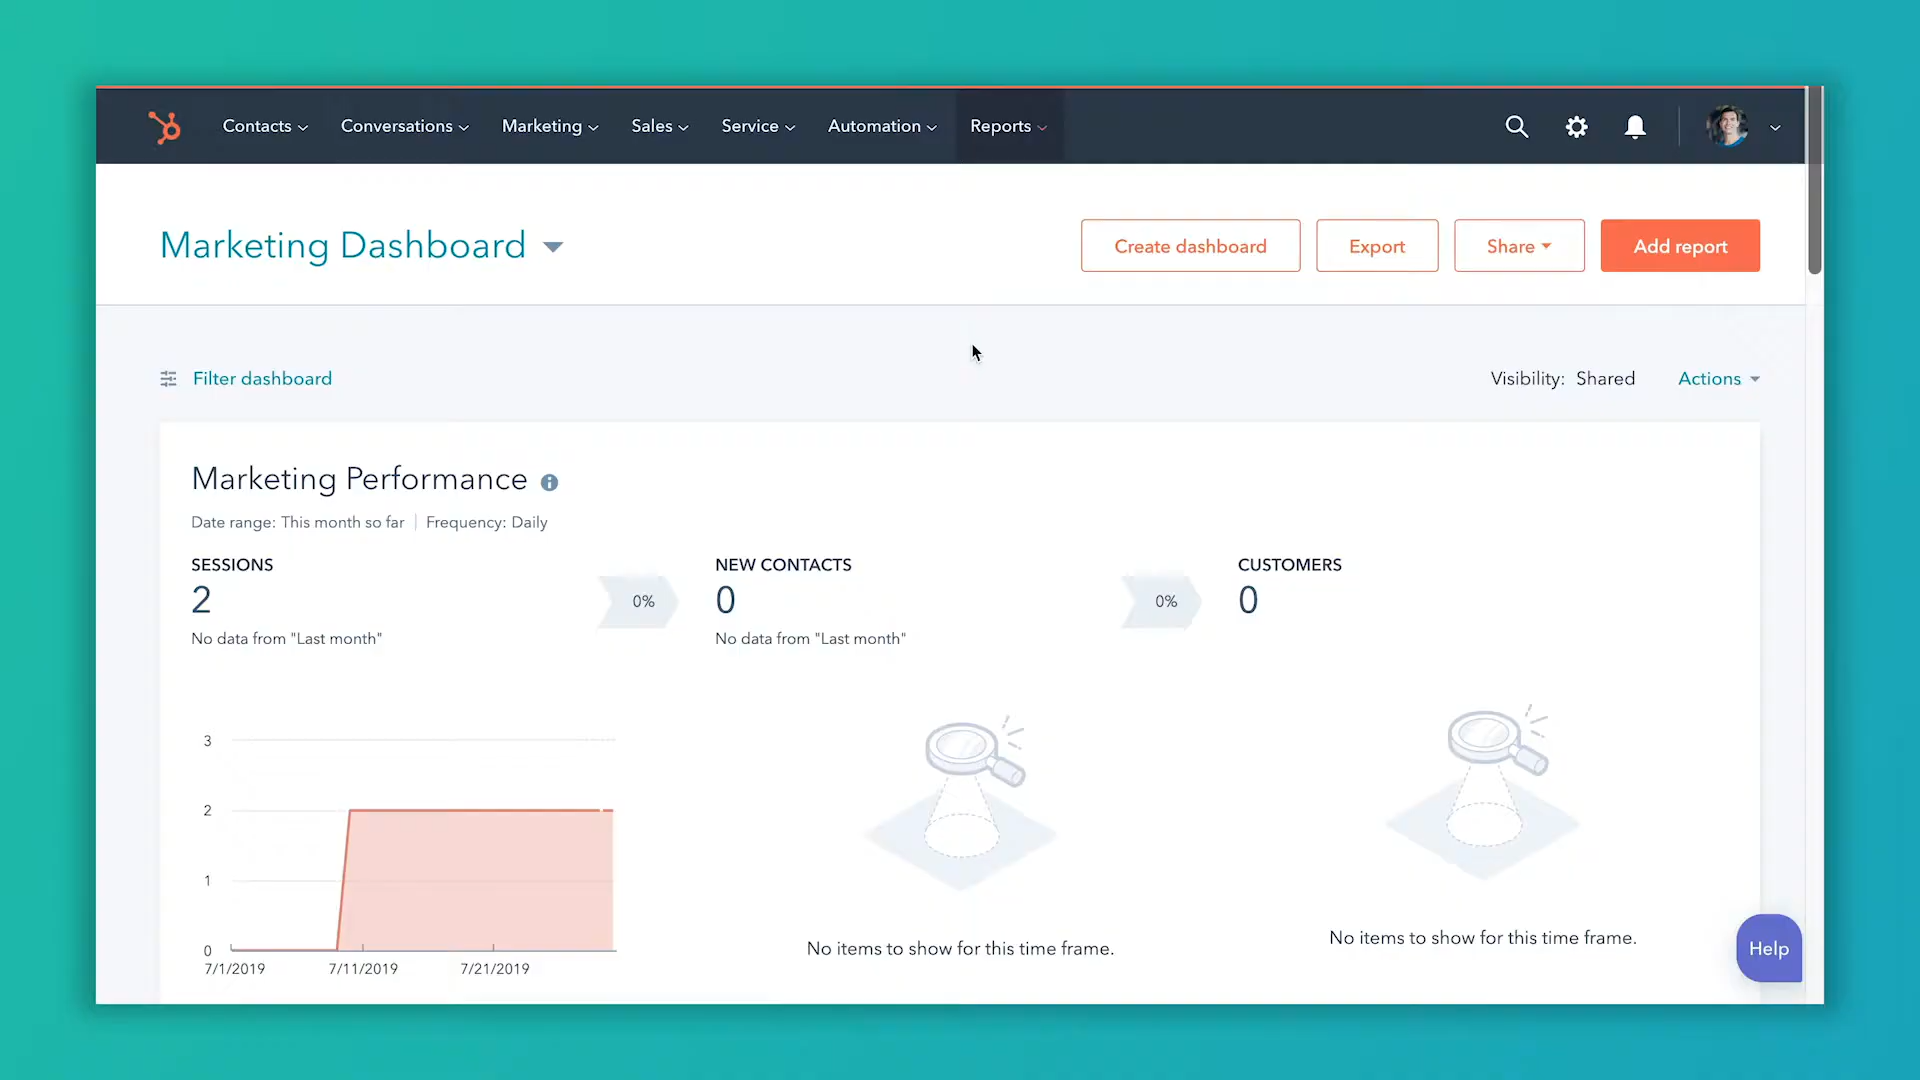 Contacts Conversations Marketing Sales Service Automation Reports
Marketing Dashboard
Create dashboard Export Share Add report
Filter dashboard
Visibility: Shared Actions
Marketing Performance
Date range: This month so far Frequency: Daily
SESSIONS
2
No data from "Last month"
0%
NEW CONTACTS
0
No data from "Last month"
0%
CUSTOMERS
0
3
2
1
0
7/1/2019 7/11/2019 7/21/2019
No items to show for this time frame.
No items to show for this time frame.
Help